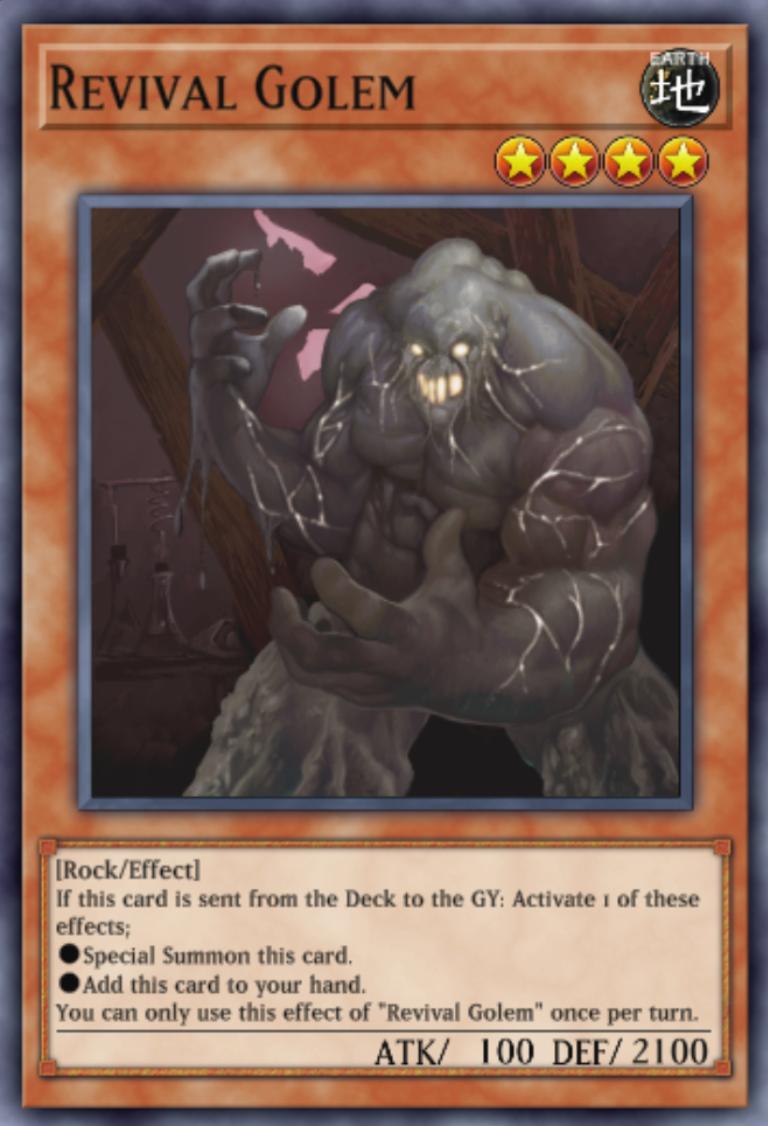 REVIVAL GOLEM
EARTH
地
[Rock/Effect]
If this card is sent from the Deck to the GY: Activate 1 of these
effects;
●Special Summon this card.
●Add this card to your hand.
You can only use this effect of "Revival Golem" once per turn.
ATK/ 100 DEF/ 2100